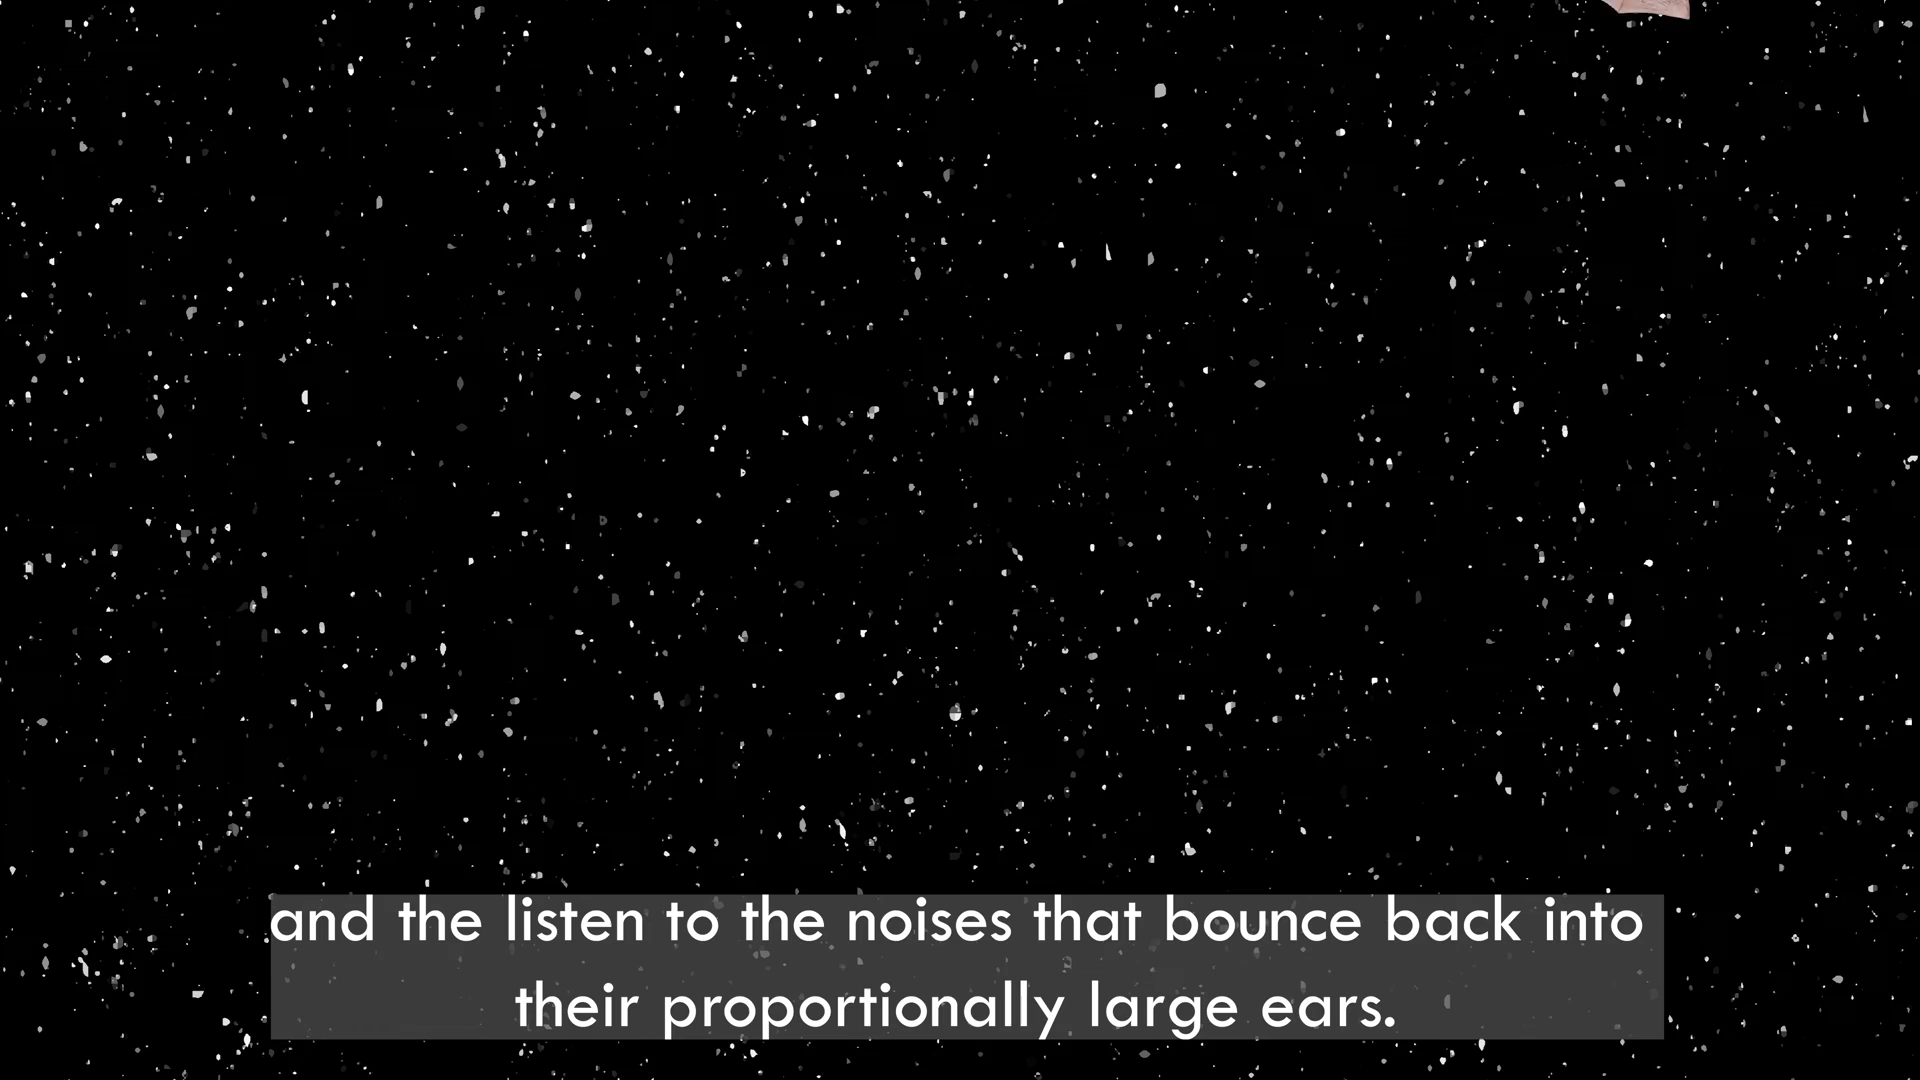 and the listen to the noises that bounce back into
their proportionally large ears.